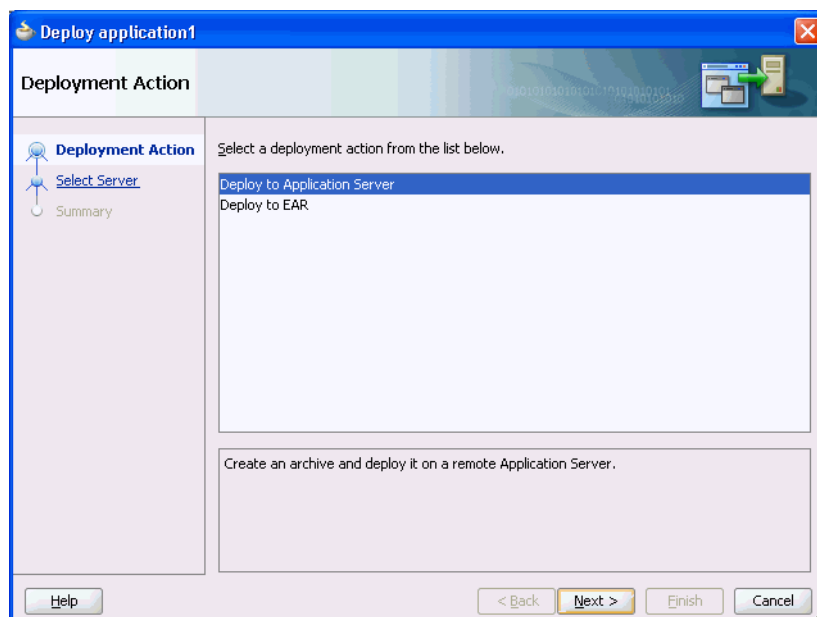 Deploy application1
Deployment Action
Deployment Action
Select Server
Summary
Select a deployment action from the list below.
Deploy to Application Server
Deploy to EAR
Create an archive and deploy it on a remote Application Server.
Help
< Back
Next >
Finish
Cancel